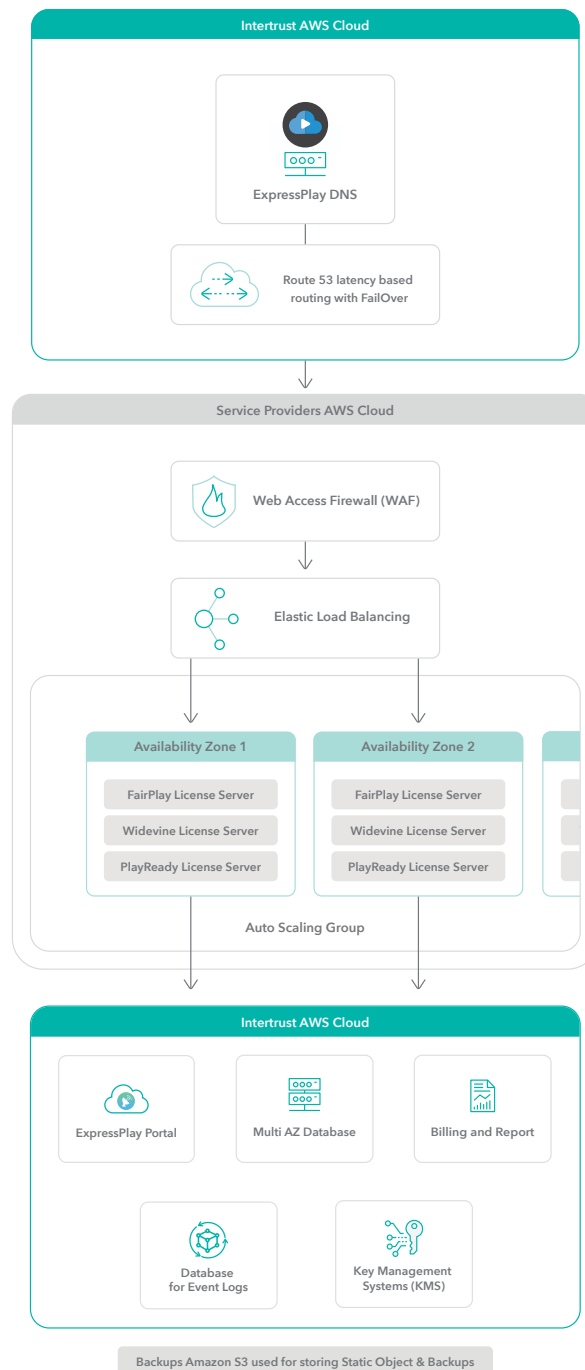 Intertrust AWS Cloud
ExpressPlay DNS
Route 53 latency based
routing with FailOver
Service Providers AWS Cloud
Web Access Firewall (WAF)
Elastic Load Balancing
Availability Zone 1
Availability Zone 2
FairPlay License Server
FairPlay License Server
Widevine License Server
Widevine License Server
PlayReady License Server
PlayReady License Server
Auto Scaling Group
Intertrust AWS Cloud
ExpressPlay Portal
Multi AZ Database
Billing and Report
Database
for Event Logs
Key Management
Systems (KMS)
Backups Amazon S3 used for storing Static Object & Backups